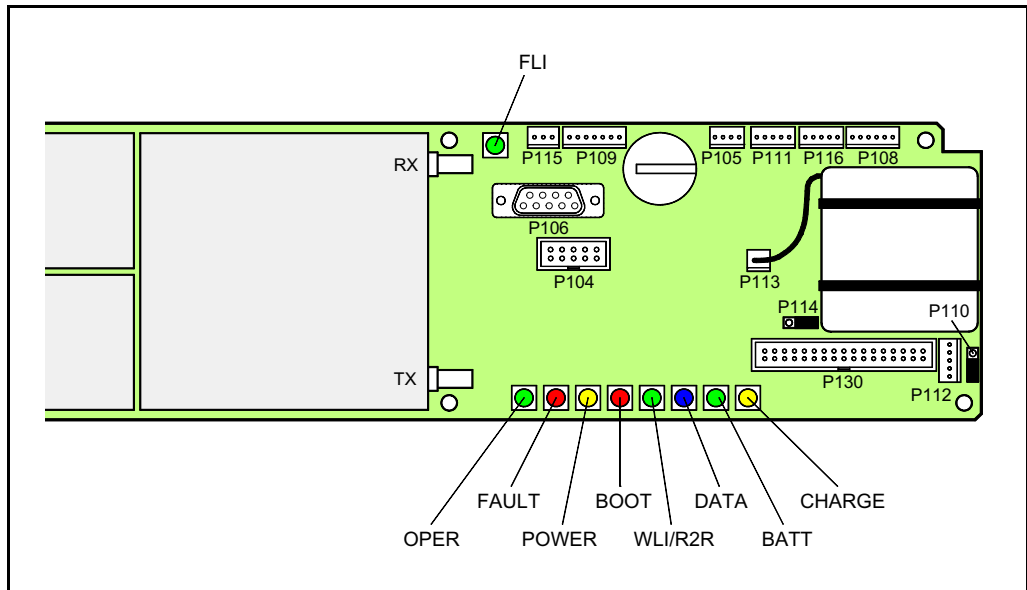 FLI
P115 P109 P105 P111 P116 P108
RX
P106
P104
P113
P114 P110
TX
P130
P112
FAULT BOOT DATA CHARGE
OPER POWER WLI/R2R BATT